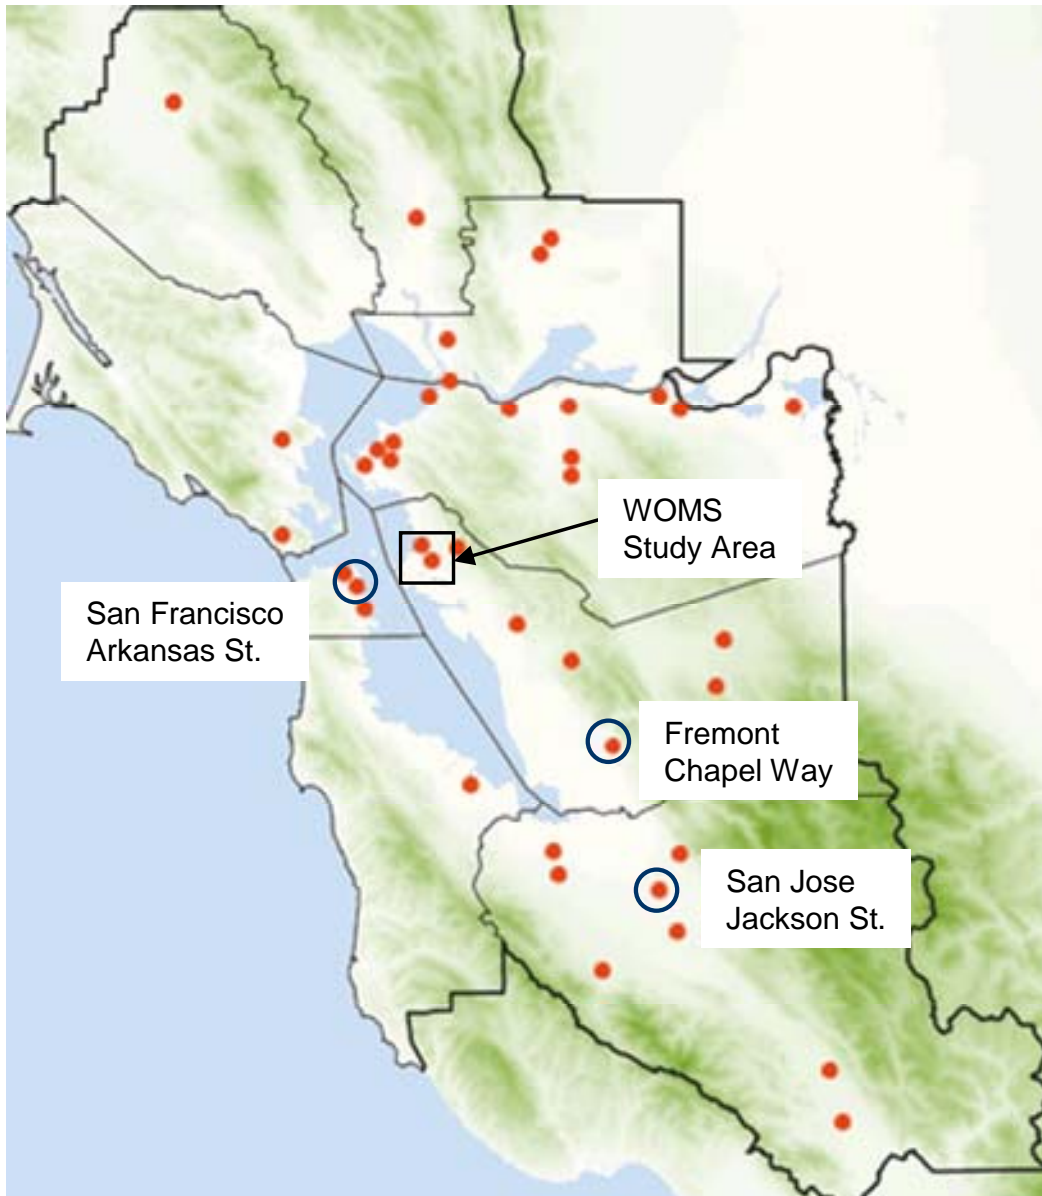 WOMS
Study Area
San Francisco
Arkansas St.
Fremont
Chapel Way
San Jose
Jackson St.